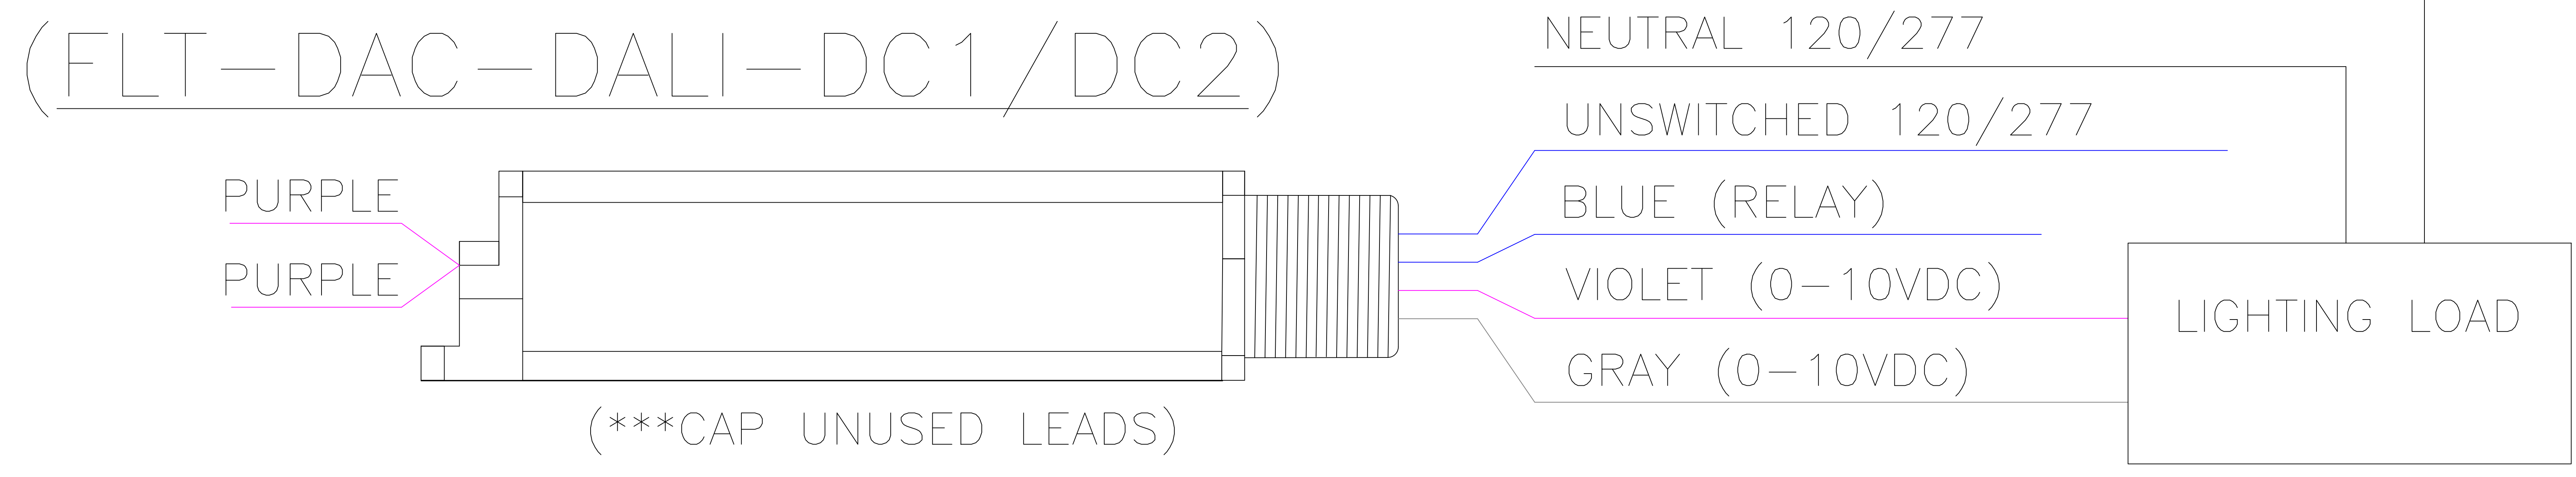 (FLT-DAC-DALI-DC1/DC2)
NEUTRAL 120/277
UNSWITCHED 120/277
PURPLE
BLUE (RELAY)
PURPLE
VIOLET (0-10VDC)
LIGHTING LOAD
GRAY (0-10VDC)
(***CAP UNUSED LEADS)